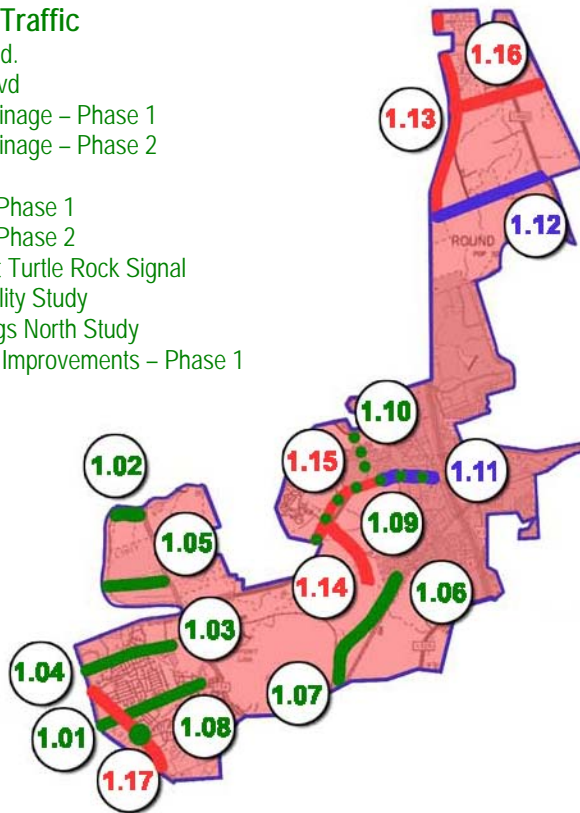 Traffic
d.
vd
inage – Phase 1
inage – Phase 2
Phase 1
Phase 2
t Turtle Rock Signal
lity Study
gs North Study
Improvements – Phase 1
1.16
1.13
1.12
ROUND
1.10
1.15
1.02
1.11
1.05
1.09
1.14
1.06
1.03
1.04
1.07
1.08
1.01
1.17